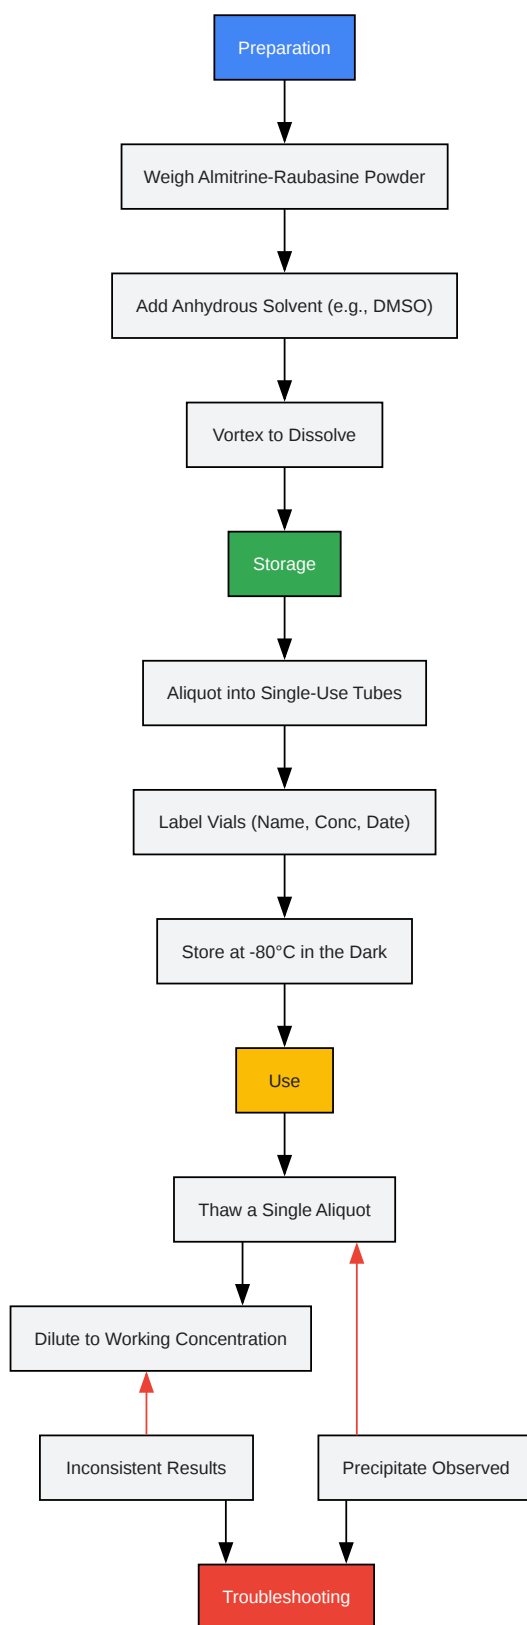 Preparation
Weigh Almitrine-Raubasine Powder
Add Anhydrous Solvent (e.g., DMSO)
Vortex to Dissolve
Storage
Aliquot into Single-Use Tubes
Label Vials (Name, Conc, Date)
Store at -80°C in the Dark
Use
Thaw a Single Aliquot
Dilute to Working Concentration
Inconsistent Results
Precipitate Observed
Troubleshooting